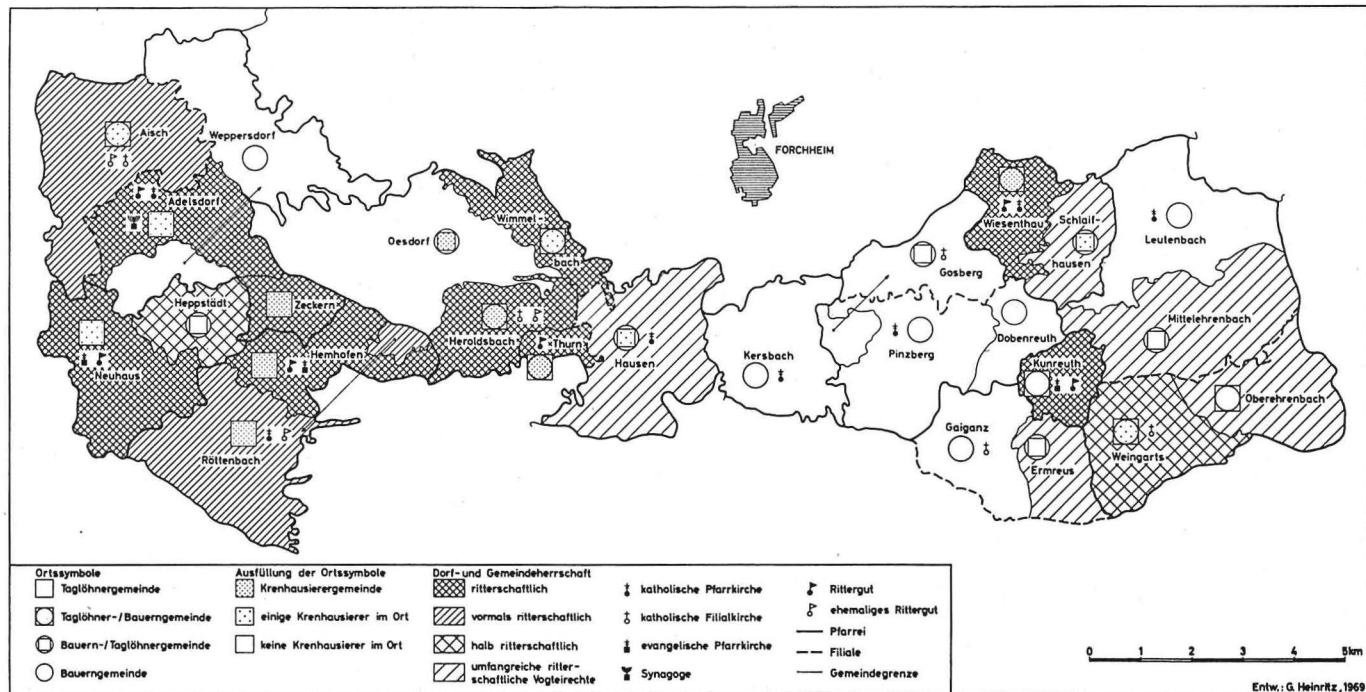 Aisch
Weppersdorf
Adelsdorf
Heppstädt
Zeckern
Neuhaus
Hemhofen
Röttenbach
Oesdorf
Wimmel-
bach
Heroldsbach
Thurn
Hausen
FORCHHEIM
Kersbach
Gosberg
Pinzberg
Wiesenthau
Schlaif-
hausen
Leutenbach
Dobenreuth
Mittelehrenbach
Kunreuth
Oberehrenbach
Gaiganz
Ermreus
Weingarts
Ortssymbole
Taglöhnergemeinde
Taglöhner-/Bauerngemeinde
Bauern-/Taglöhnergemeinde
Bauerngemeinde
Ausfüllung der Ortssymbole
Krenhausierergemeinde
einige Krenhausierer im Ort
keine Krenhausierer im Ort
Dorf-und Gemeindeherrschaft
ritterschaftlich
vormals ritterschaftlich
halb ritterschaftlich
umfangreiche ritter-
schaftliche Vogteirechte
katholische Pfarrkirche
katholische Filialkirche
evangelische Pfarrkirche
Synagoge
Rittergut
ehemaliges Rittergut
Pfarrei
Filiale
Gemeindegrenze
0 1 2 3 4 5km
Entw.: G. Heinritz, 1969